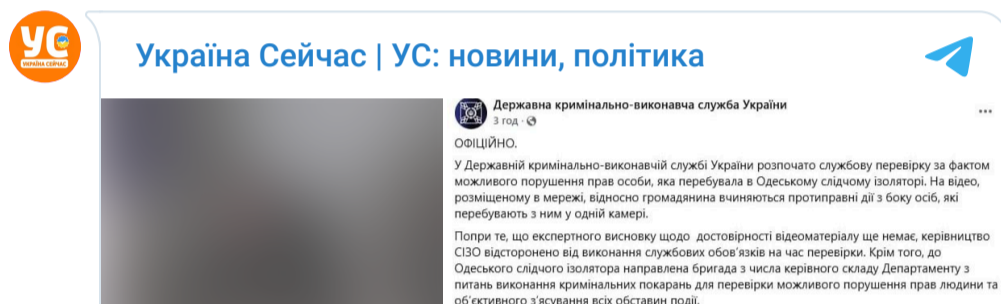 УС
УКРАЇНА СЕЙЧАС
Україна Сейчас | УС: новини, політика
Державна кримінально-виконавча служба України
3 год ·
ОФІЦІЙНО.
У Державній кримінально-виконавчій службі України розпочато службову перевірку за фактом
можливого порушення прав особи, яка перебувала в Одеському слідчому ізоляторі. На відео,
розміщеному в мережі, відносно громадянина вчиняються протиправні дії з боку осіб, які
перебувають з ним у одній камері.
Попри те, що експертного висновку щодо достовірності відеоматеріалу ще немає, керівництво
СІЗО відсторонено від виконання службових обов'язків на час перевірки. Крім того, до
Одеського слідчого ізолятора направлена бригада з числа керівного складу Департаменту з
питань виконання кримінальних покарань для перевірки можливого порушення прав людини та
об'єктивного з'ясування всіх обставин події.